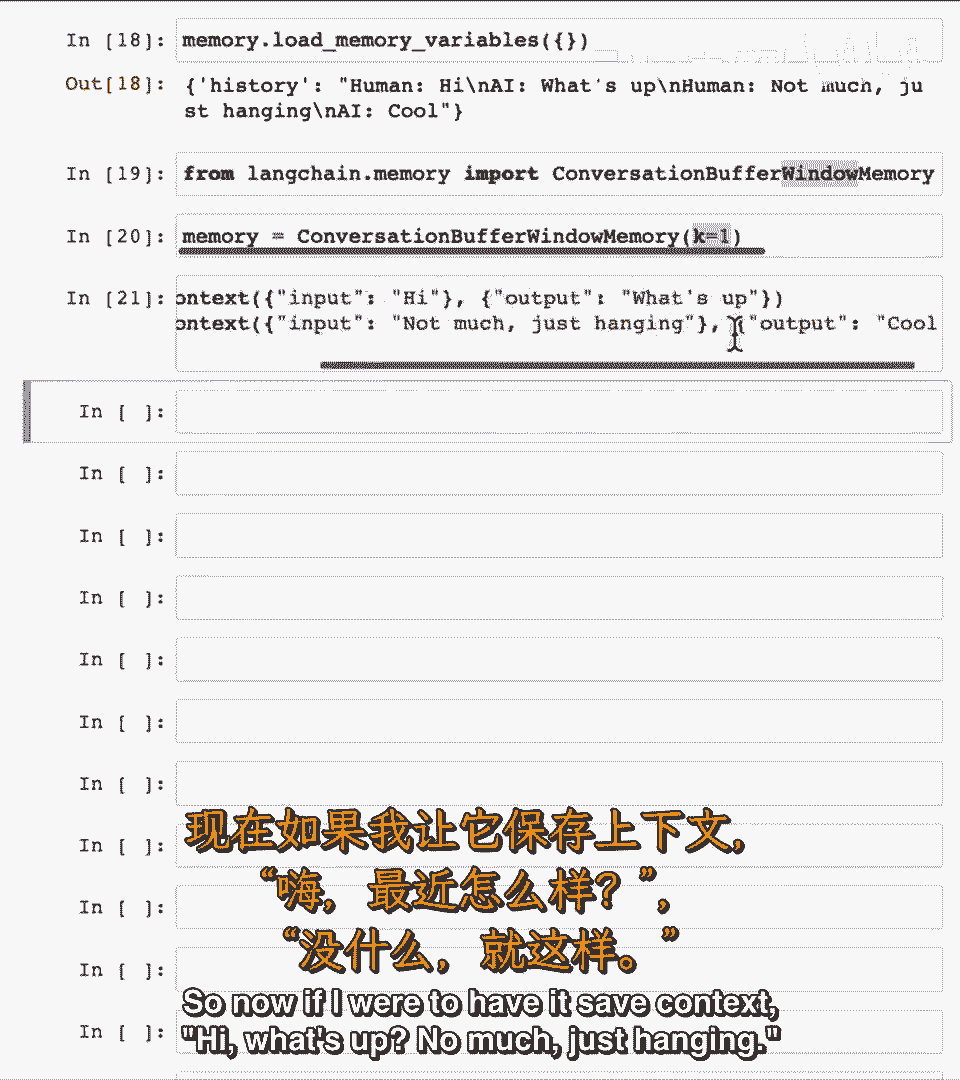 In [18]: memory.load_memory_variables({})
Out[18]: {'history': "Human: Hi\nAI: What's up\nHuman: Not much, ju
st hanging\nAI: Cool"}
In [19]: from langchain.memory import ConversationBufferWindowMemory
In [20]: memory = ConversationBufferWindowMemory(k=1)
In [21]: ontext({"input": "Hi"}, {"output": "What's up"})
ontext({"input": "Not much, just hanging"}, {"output": "Cool
In [ ]:
In [ ]:
In [ ]:
In [ ]:
In [ ]:
In [ ]:
In [ ]:
In [ ]:
现在如果我让它保存上下文,
In [ ]:
“嗨，最近怎么样？”,
In [ ]:
“没什么，就这样。”
In [ ]:
So now if I were to have it save context,
"Hi, what's up? No much, just hanging."